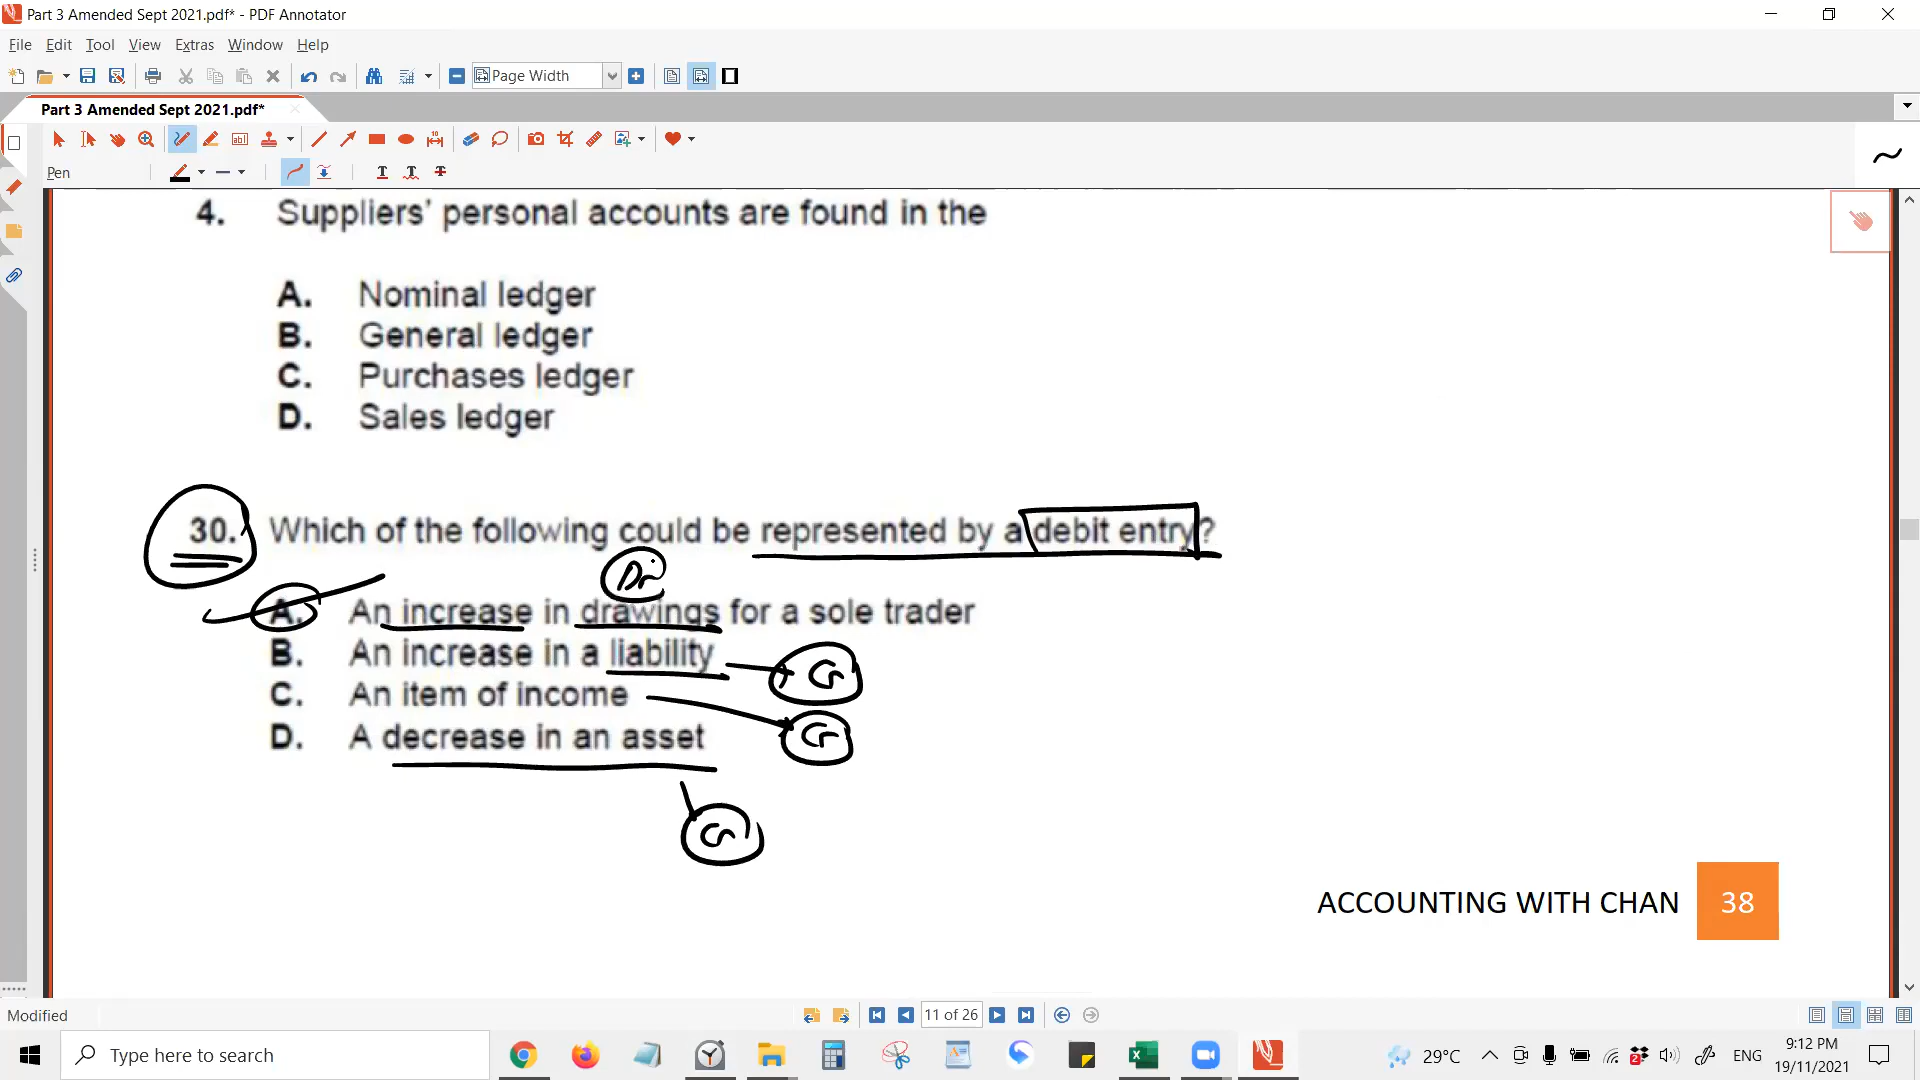 Part 3 Amended Sept 2021.pdf* - PDF Annotator
File Edit Tool View Extras Window Help
Page Width
Part 3 Amended Sept 2021.pdf*
Pen
4. Suppliers' personal accounts are found in the
A. Nominal ledger
B. General ledger
C. Purchases ledger
D. Sales ledger
30. Which of the following could be represented by a debit entry?
Dr
A. An increase in drawings for a sole trader
B. An increase in a liability Cr
C. An item of income
D. A decrease in an asset Cr
Cr
ACCOUNTING WITH CHAN 38
Modified
11 of 26
Type here to search
29°C
ENG
9:12 PM
19/11/2021